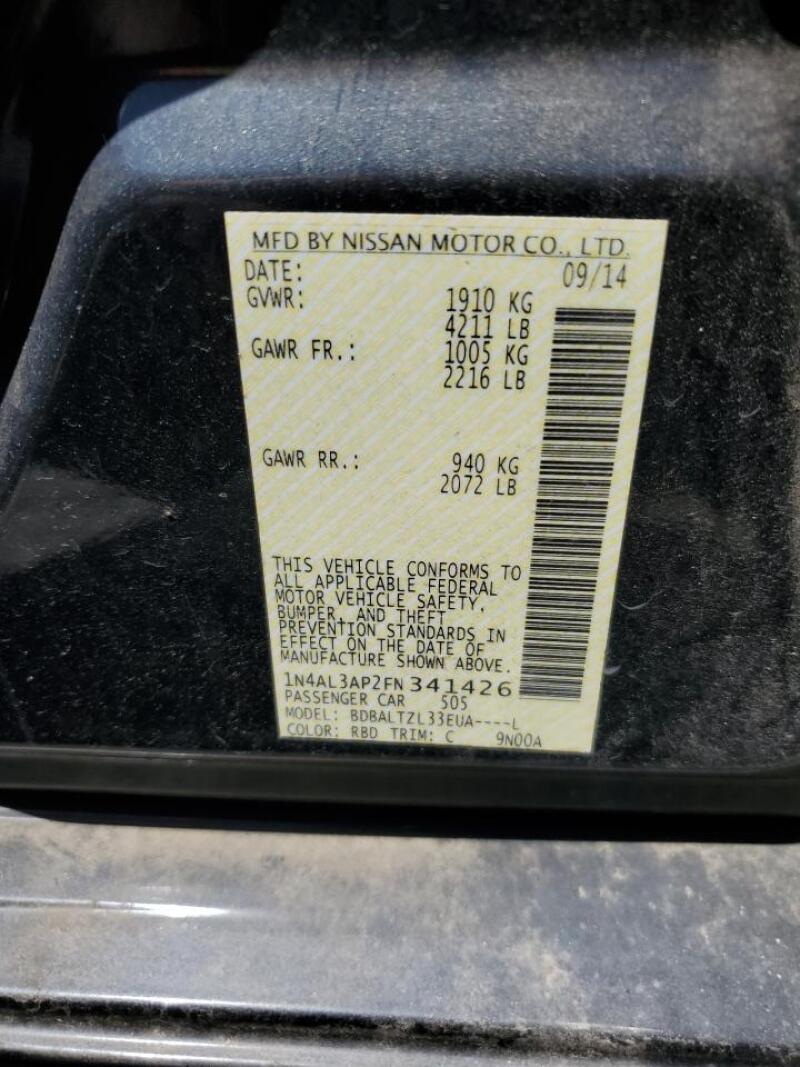 MFD BY NISSAN MOTOR CO., LTD.
DATE: 09/14
GVWR: 1910 KG
4211 LB
GAWR FR.: 1005 KG
2216 LB
GAWR RR.: 940 KG
2072 LB
THIS VEHICLE CONFORMS TO
ALL APPLICABLE FEDERAL
MOTOR VEHICLE SAFETY,
BUMPER, AND THEFT
PREVENTION STANDARDS IN
EFFECT ON THE DATE OF
MANUFACTURE SHOWN ABOVE.
1N4AL3AP2FN341426
PASSENGER CAR 505
MODEL: BDBALTZL33EUA----L
COLOR: RBD TRIM: C 9N00A